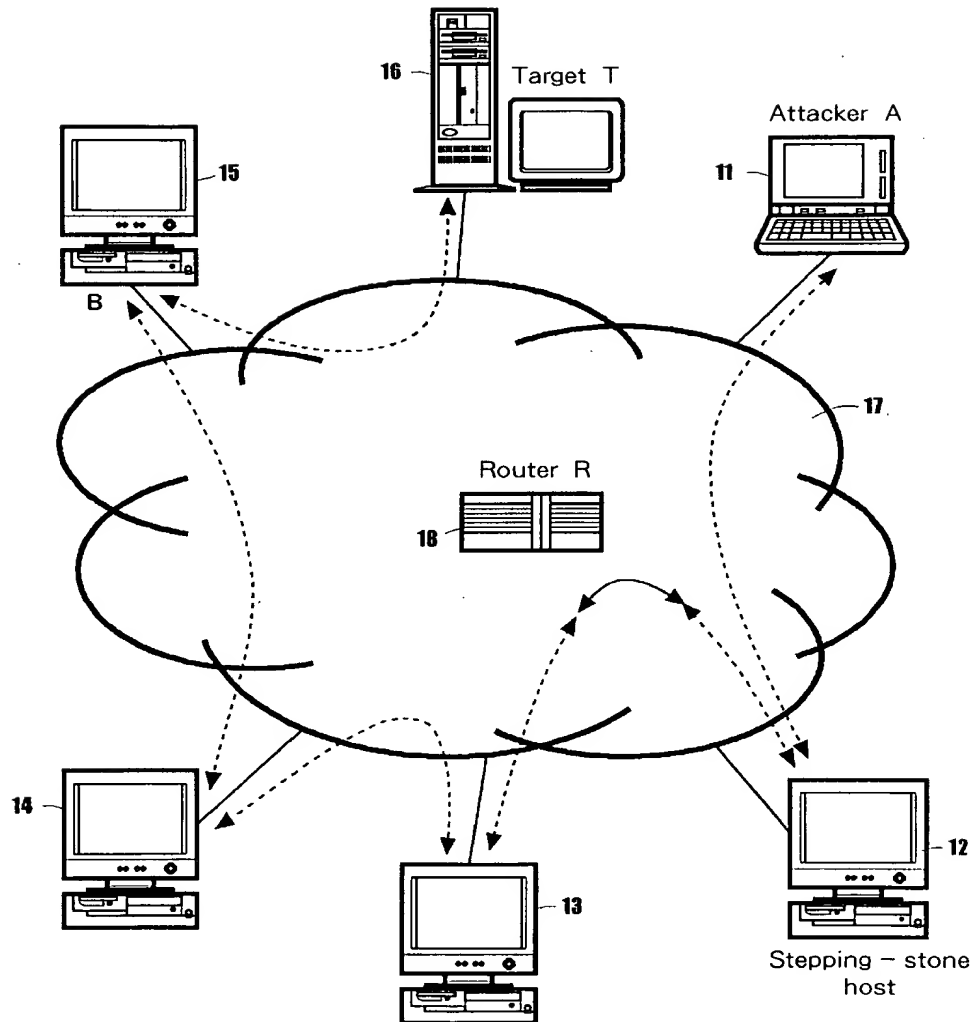 16
Target T
Attacker A
15
11
B
17
Router R
18
14
12
13
Stepping – stone
host